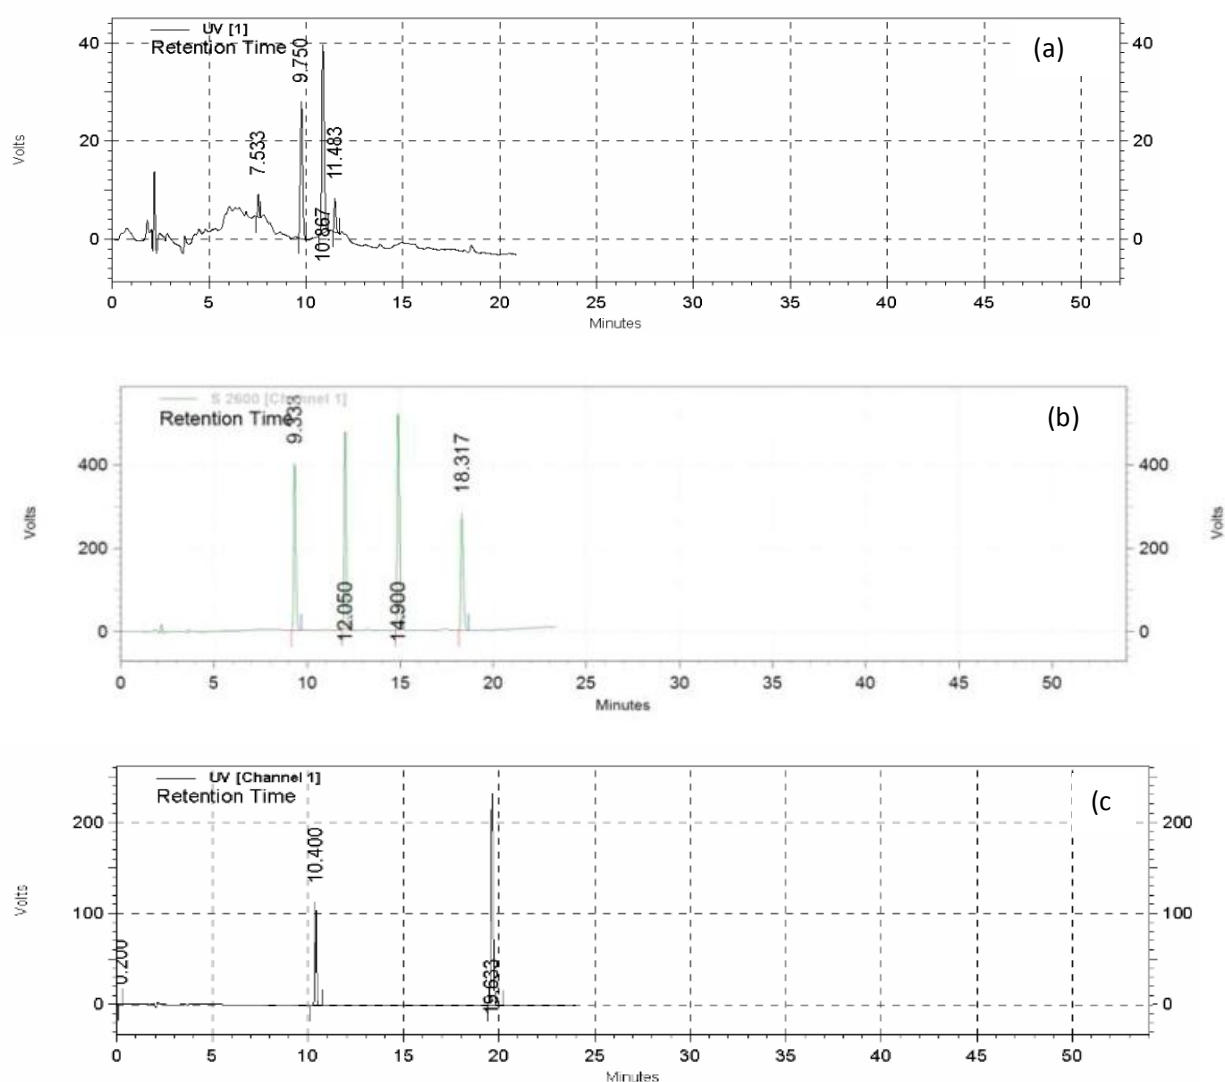 UV [1]
Retention Time
(a)
40
20
0
40
20
0
Volts
7.533
9.750
10.867
11.483
0 5 10 15 20 25 30 35 40 45 50
Minutes
S 2600 [Channel 1]
Retention Time
(b)
400
200
0
400
200
0
Volts
Volts
9.333
12.050
14.900
18.317
0 5 10 15 20 25 30 35 40 45 50
Minutes
UV [Channel 1]
Retention Time
(c
200
100
0
200
100
0
Volts
0.200
10.400
19.633
0 5 10 15 20 25 30 35 40 45 50
Minutes